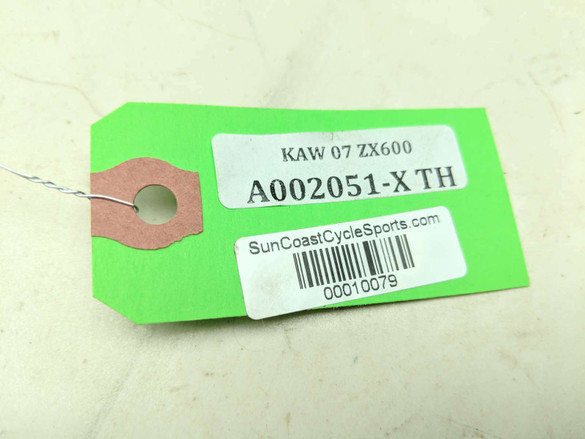 KAW 07 ZX600
A002051-X TH
SunCoastCycleSports.com
00010079